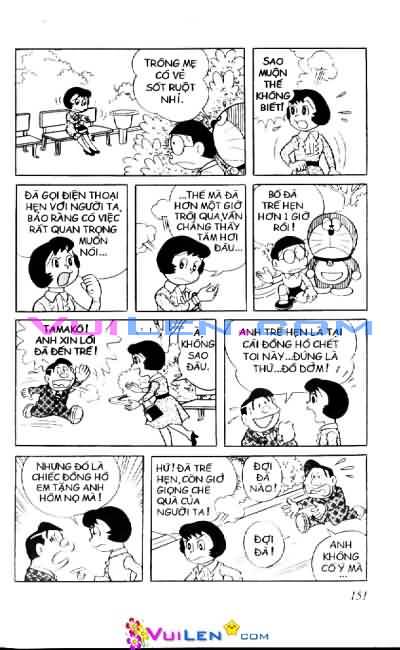 TRÔNG MẸ
CÓ VẺ
SỐT RUỘT
NHỈ.
SAO
MUỘN
THẾ
KHÔNG
BIẾT!
ĐÃ GỌI ĐIỆN THOẠI
HẸN VỚI NGƯỜI TA,
BẢO RẰNG CÓ VIỆC
RẤT QUAN TRỌNG
MUỐN
NÓI...
...THẾ MÀ ĐÃ
HƠN MỘT GIỜ
TRÔI QUA, VẪN
CHẲNG THẤY
TĂM HƠI
ĐÂU...
BỐ ĐÃ
TRỄ HẸN
HƠN 1 GIỜ
RỒI!
TAMAKÔ!
ANH XIN LỖI
ĐÃ ĐẾN TRỄ!
À
KHÔNG
SAO
ĐÂU.
ANH TRỄ HẸN LÀ TẠI
CÁI ĐỒNG HỒ CHẾT
TOI NÀY...ĐÚNG LÀ
THỨ...ĐỒ DỞM!
VuiLen.com
NHƯNG ĐÓ LÀ
CHIẾC ĐỒNG HỒ
EM TẶNG ANH
HÔM NỌ MÀ!
HỨ! ĐÃ TRỄ
HẸN, CÒN GIỞ
GIỌNG CHÊ
QUÀ CỦA
NGƯỜI TA!
ĐỢI
ĐÃ
NÀO!
ĐỢI
ĐÃ!
ANH
KHÔNG
CỐ Ý MÀ
...
151
VuiLen.com